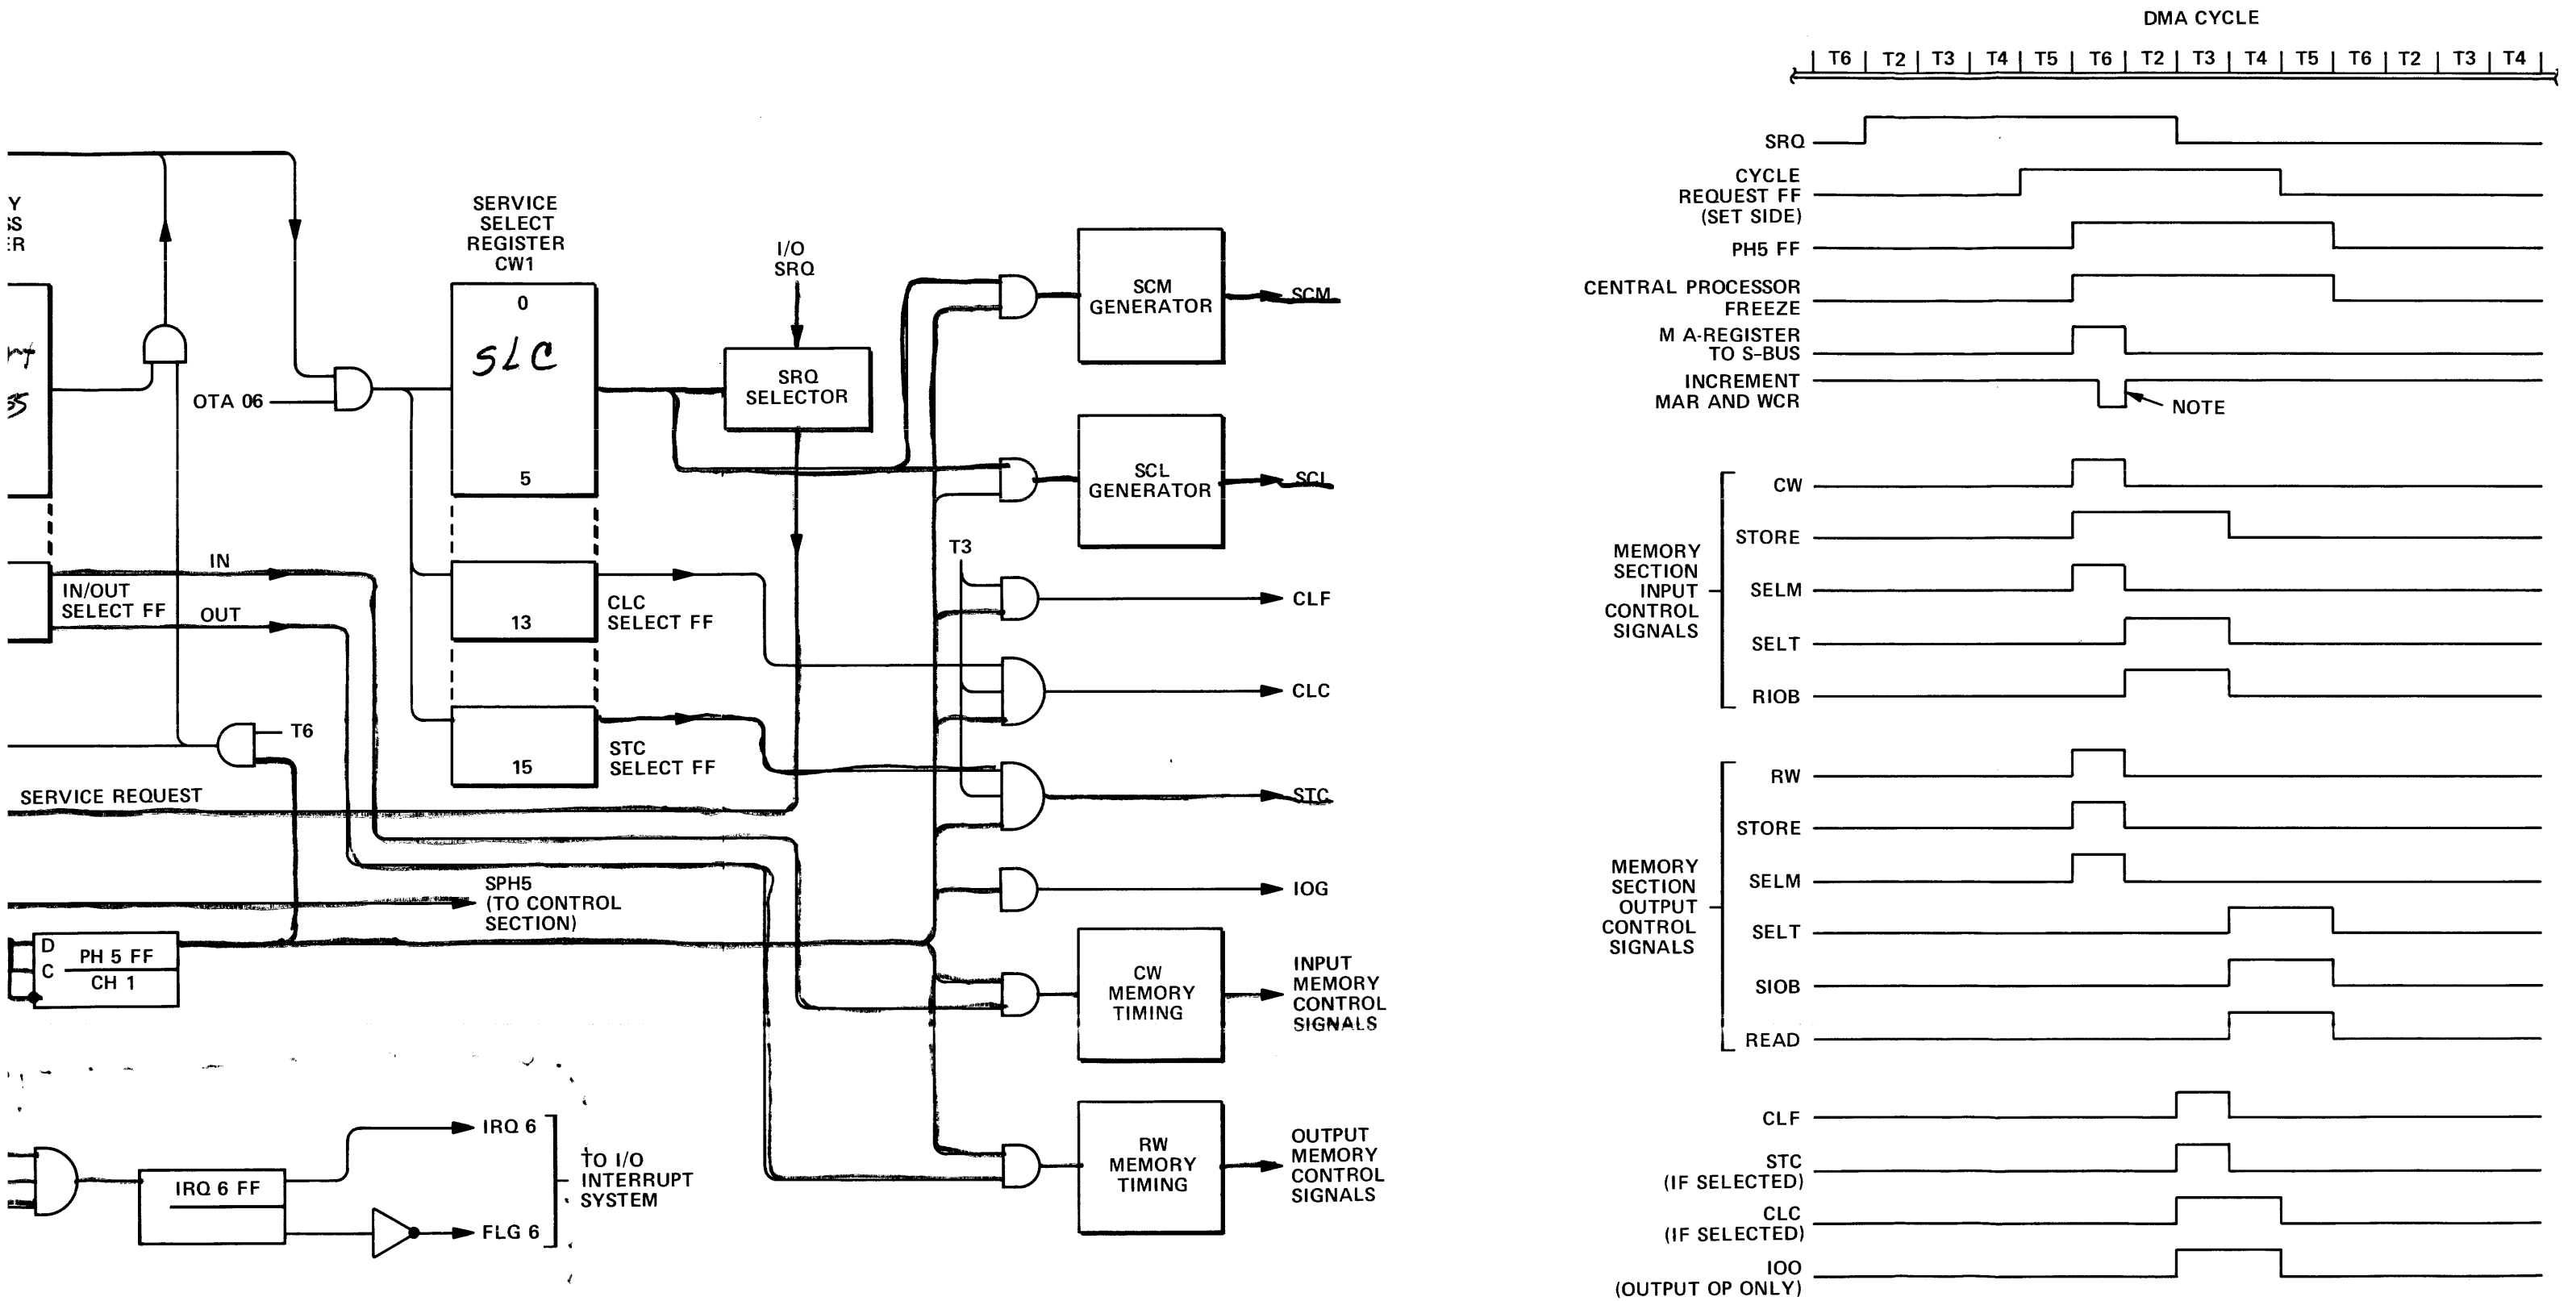 Y
SS
ER
OTA 06
SERVICE
SELECT
REGISTER
CW1
0
SLC
5
I/O
SRQ
SRQ
SELECTOR
SCM
GENERATOR
SCM
SCL
GENERATOR
SCL
IN
IN/OUT
SELECT FF
OUT
13
CLC
SELECT FF
T3
CLF
CLC
T6
15
STC
SELECT FF
STC
SERVICE REQUEST
SPH5
(TO CONTROL
SECTION)
IOG
D
C
PH 5 FF
CH 1
CW
MEMORY
TIMING
INPUT
MEMORY
CONTROL
SIGNALS
RW
MEMORY
TIMING
OUTPUT
MEMORY
CONTROL
SIGNALS
IRQ 6 FF
IRQ 6
FLG 6
TO I/O
INTERRUPT
SYSTEM
DMA CYCLE
T6 T2 T3 T4 T5 T6 T2 T3 T4 T5 T6 T2 T3 T4
SRQ
CYCLE
REQUEST FF
(SET SIDE)
PH5 FF
CENTRAL PROCESSOR
FREEZE
M A-REGISTER
TO S-BUS
INCREMENT
MAR AND WCR
NOTE
MEMORY
SECTION
INPUT
CONTROL
SIGNALS
CW
STORE
SELM
SELT
RIOB
MEMORY
SECTION
OUTPUT
CONTROL
SIGNALS
RW
STORE
SELM
SELT
SIOB
READ
CLF
STC
(IF SELECTED)
CLC
(IF SELECTED)
IOO
(OUTPUT OP ONLY)